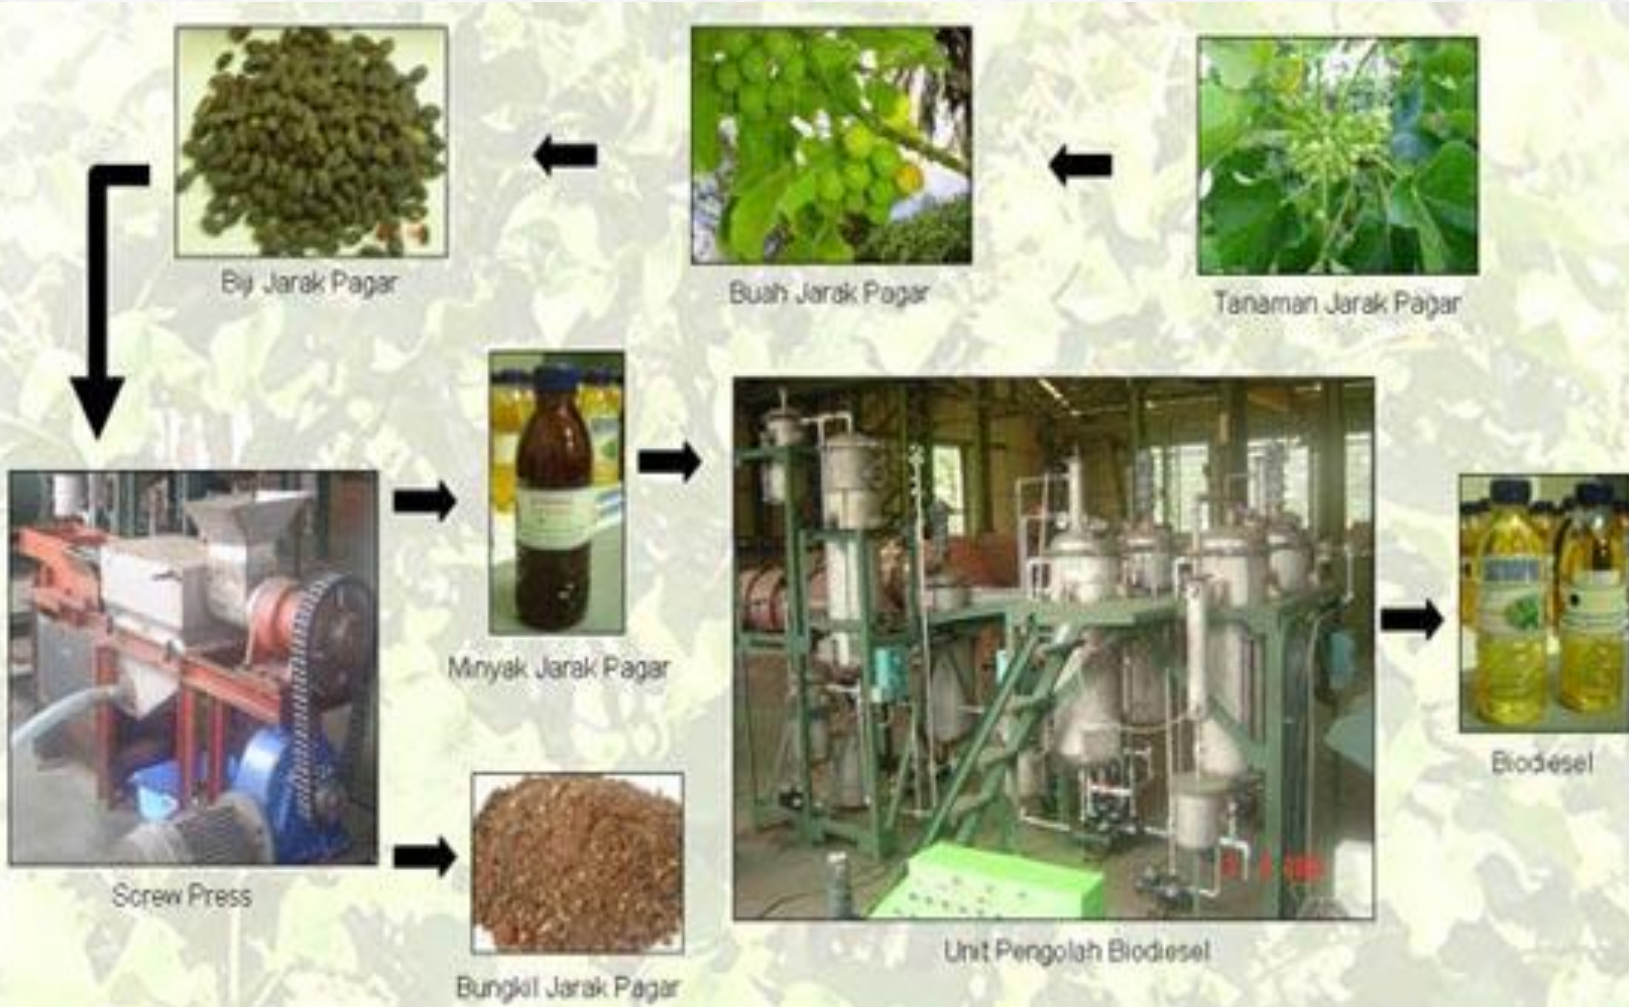 Biji Jarak Pagar
Buah Jarak Pagar
Tanaman Jarak Pagar
Minyak Jarak Pagar
Biodiesel
Screw Press
Unit Pengolah Biodiesel
Bungkil Jarak Pagar